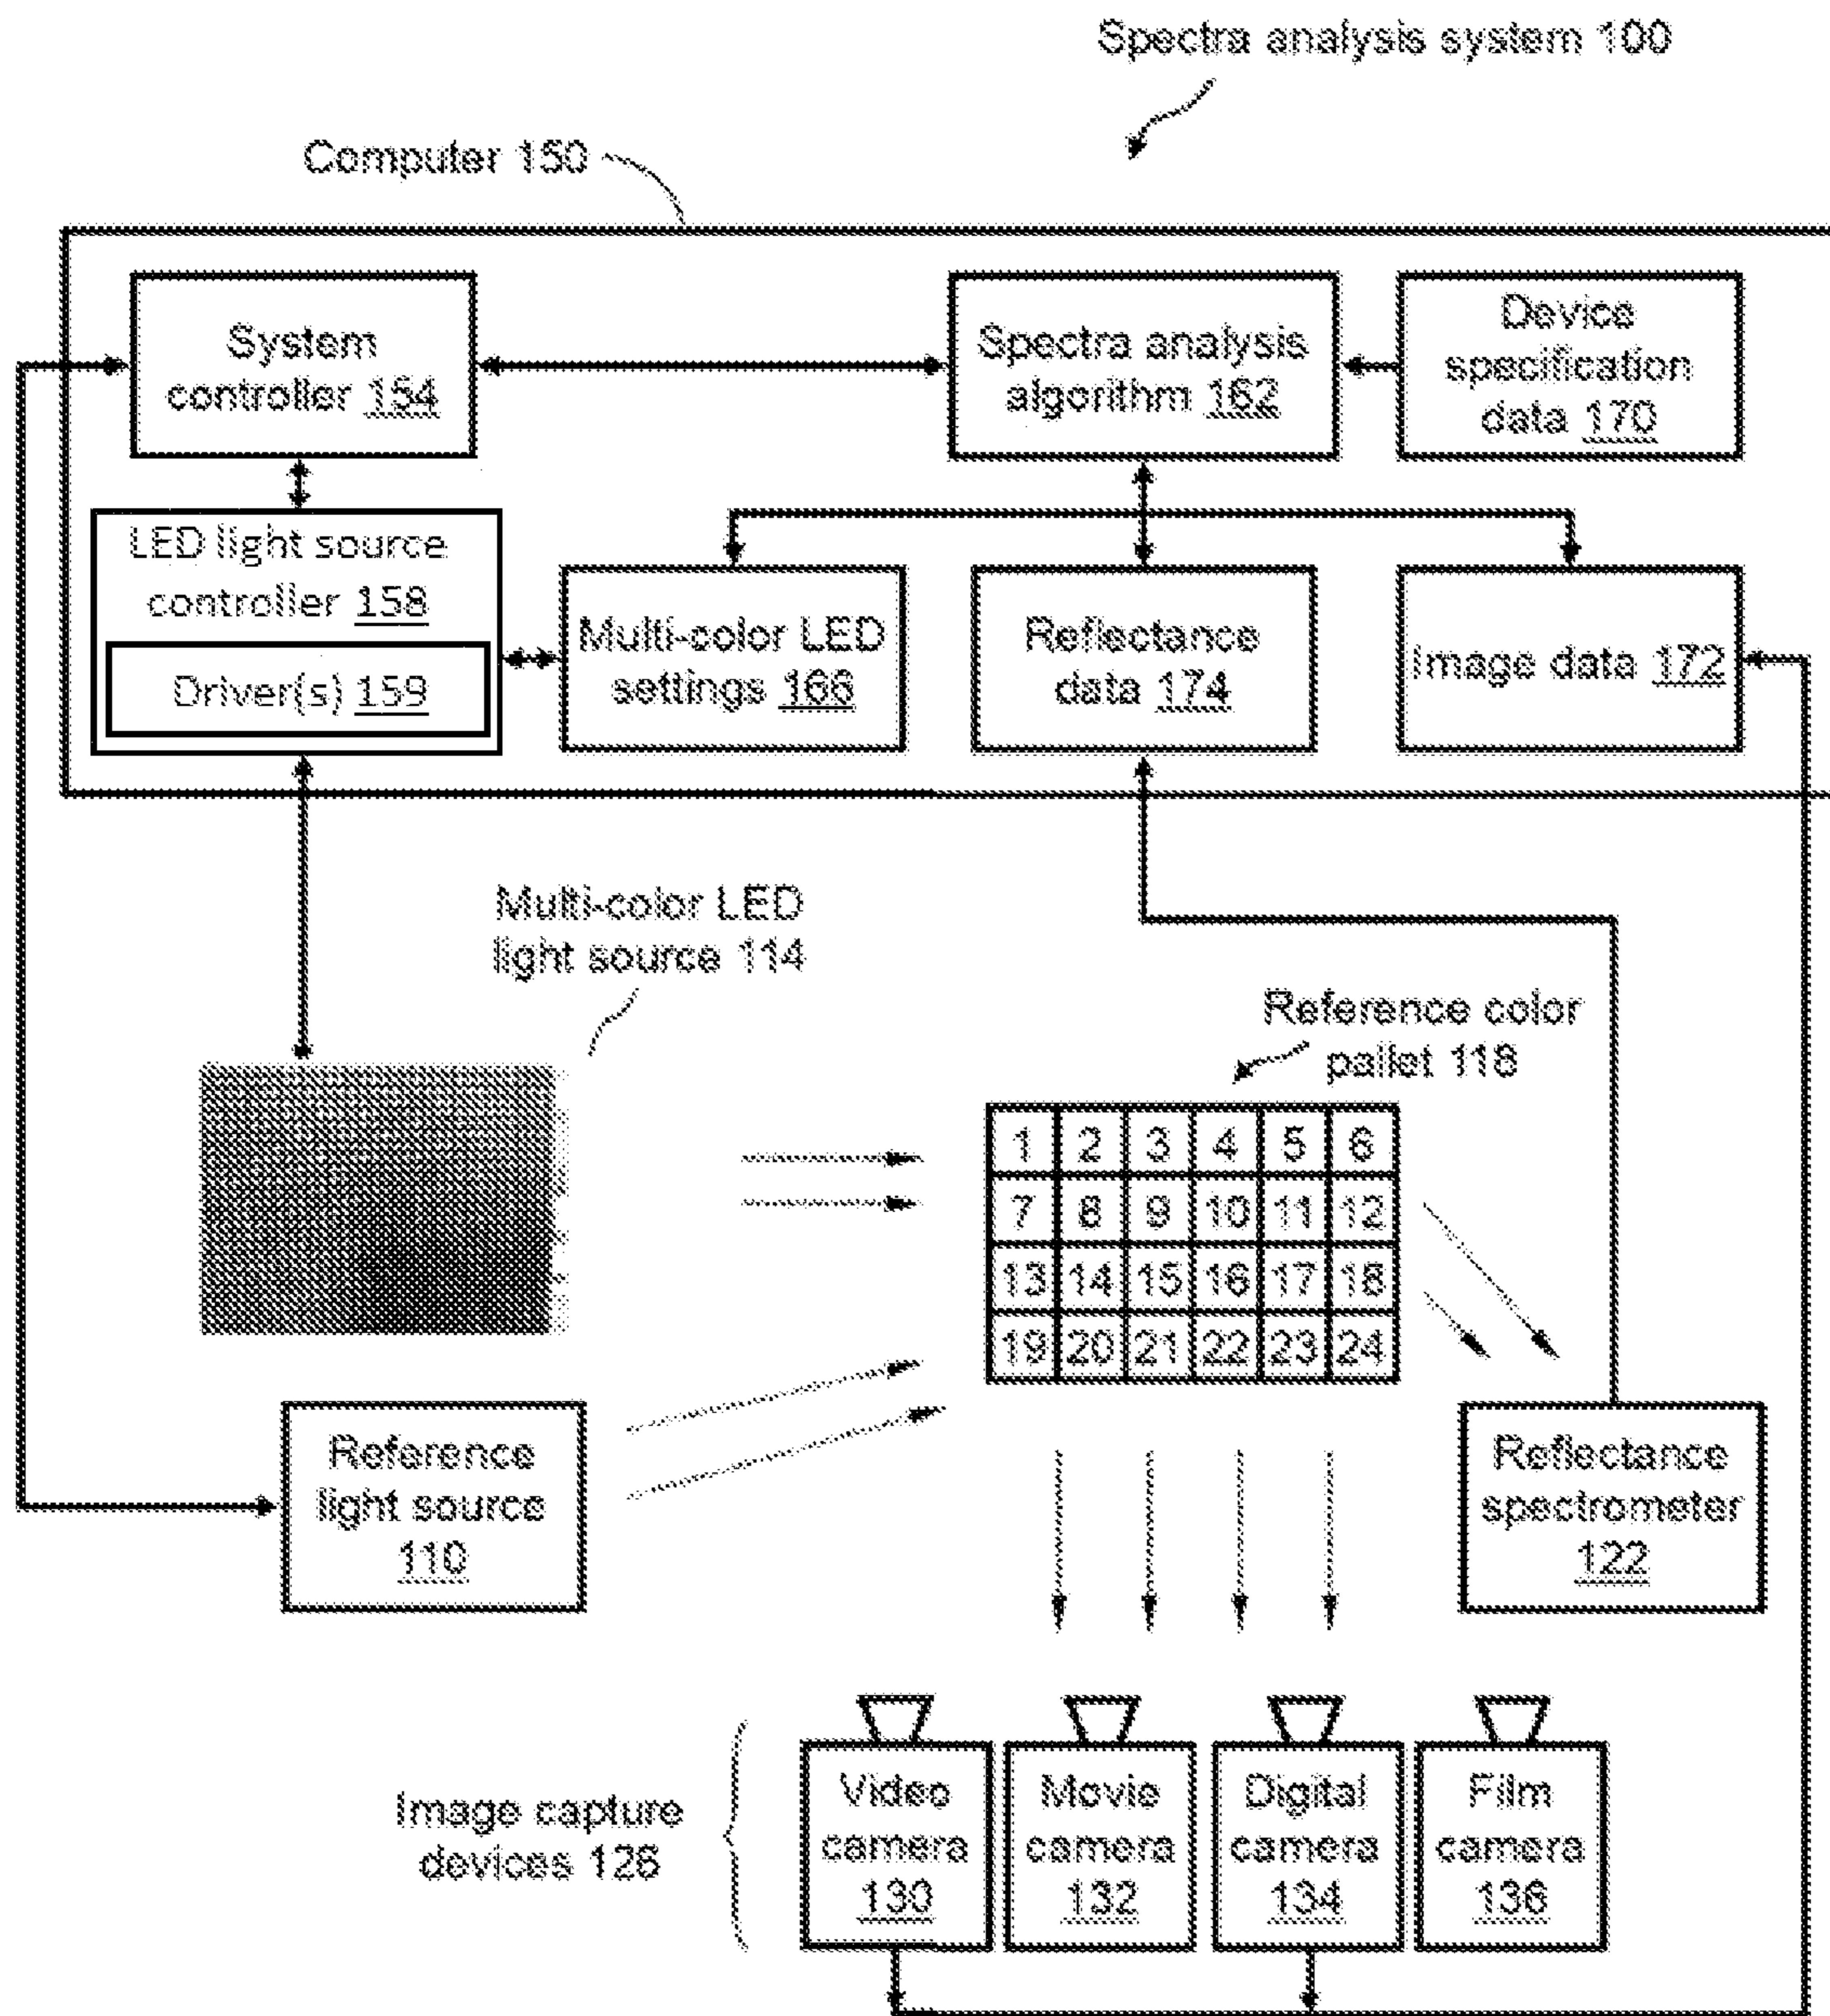 Spectra analysis system 100
Computer 150
System
controller 154
Spectra analysis
algorithm 162
Device
specification
data 170
LED light source
controller 158
Driver(s) 159
Multi-color LED
settings 166
Reflectance
data 174
Image data 172
Multi-color LED
light source 114
Reference color
pallet 118
1 2 3 4 5 6
7 8 9 10 11 12
13 14 15 16 17 18
19 20 21 22 23 24
Reference
light source
110
Reflectance
spectrometer
122
Image capture
devices 126
Video
camera
130
Movie
camera
132
Digital
camera
134
Film
camera
136